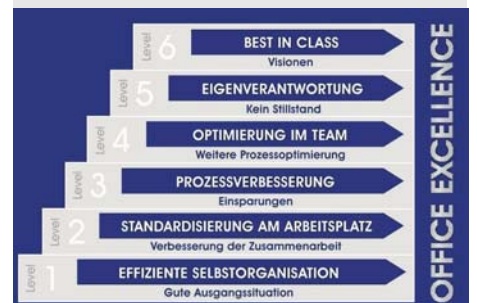 Level 6
BEST IN CLASS
Visionen
Level 5
EIGENVERANTWORTUNG
Kein Stillstand
Level 4
OPTIMIERUNG IM TEAM
Weitere Prozessoptimierung
Level 3
PROZESSVERBESSERUNG
Einsparungen
Level 2
STANDARDISIERUNG AM ARBEITSPLATZ
Verbesserung der Zusammenarbeit
Level 1
EFFIZIENTE SELBSTORGANISATION
Gute Ausgangssituation
OFFICE EXCELLENCE